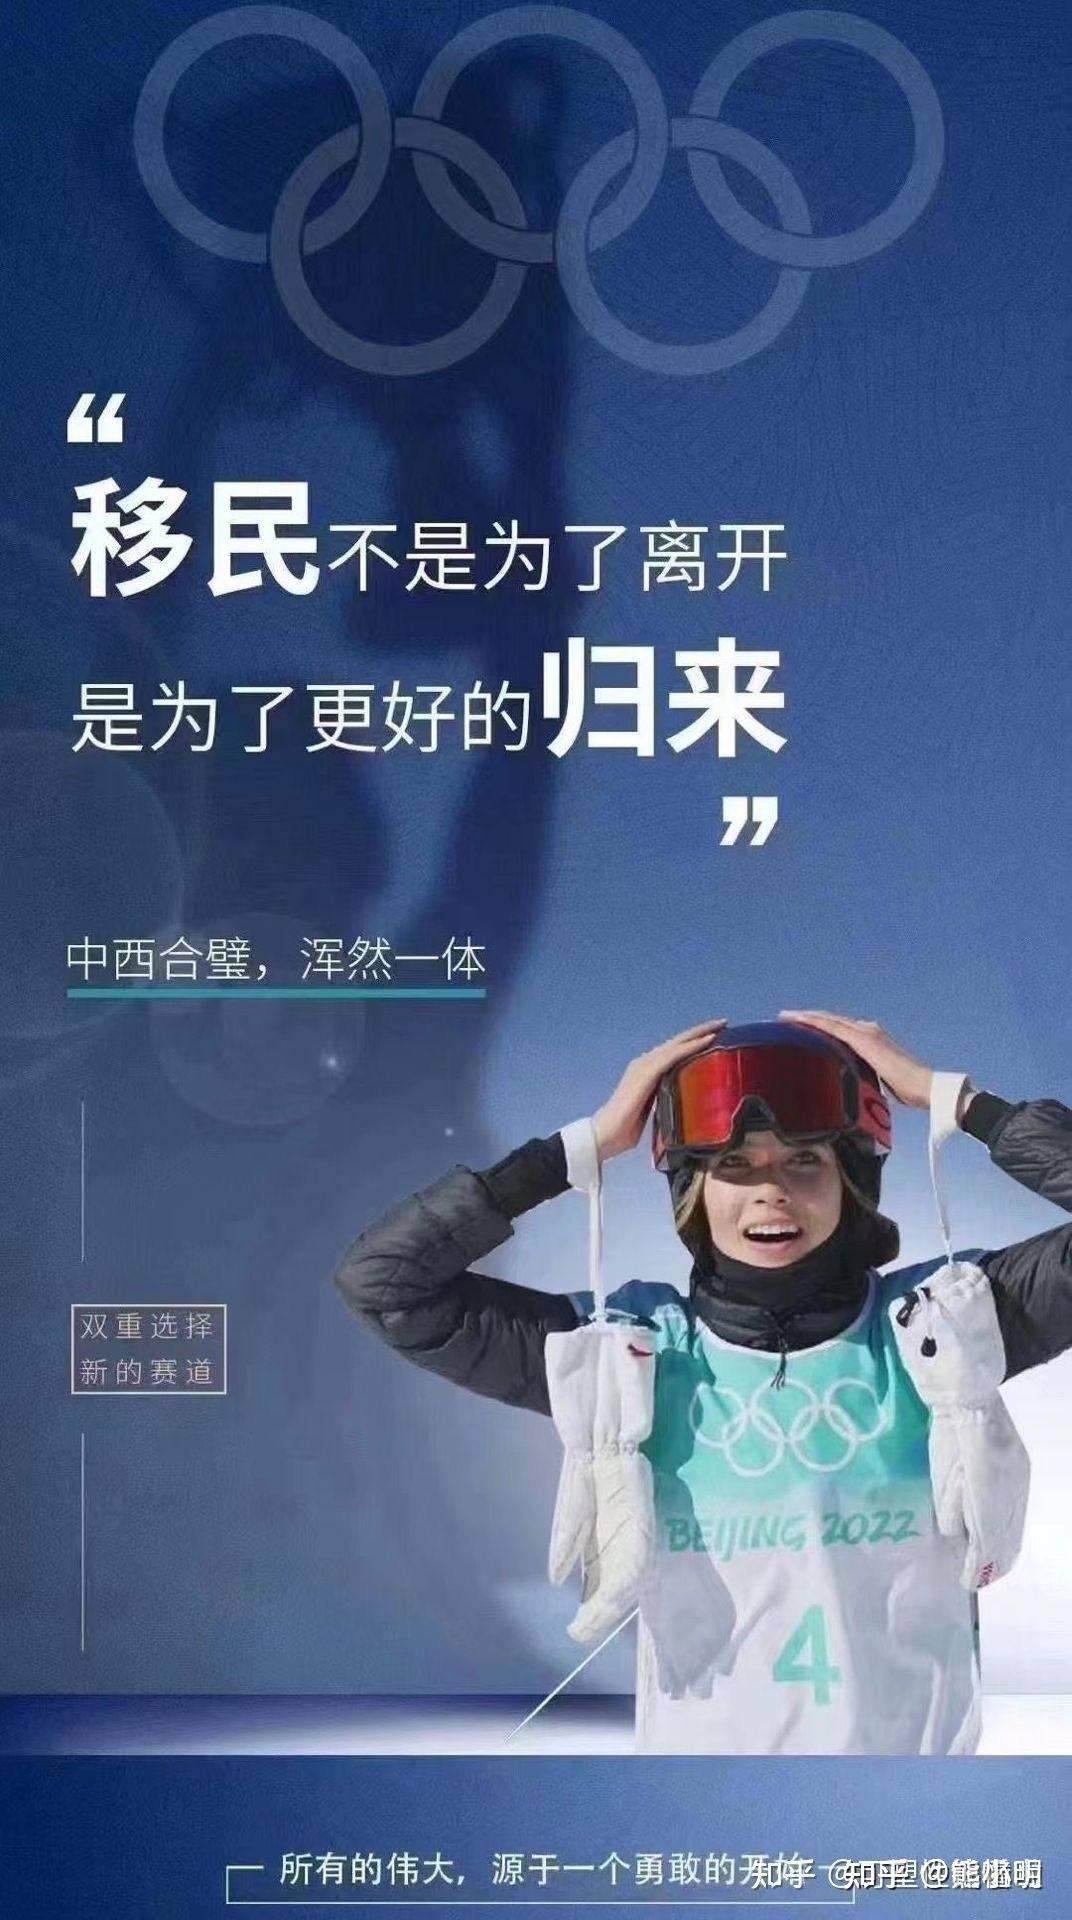 “
移民不是为了离开
是为了更好的归来
”
中西合璧，浑然一体
双重选择
新的赛道
BEIJING 2022
4
所有的伟大，源于一个勇敢的开始
知乎 @熊猫明